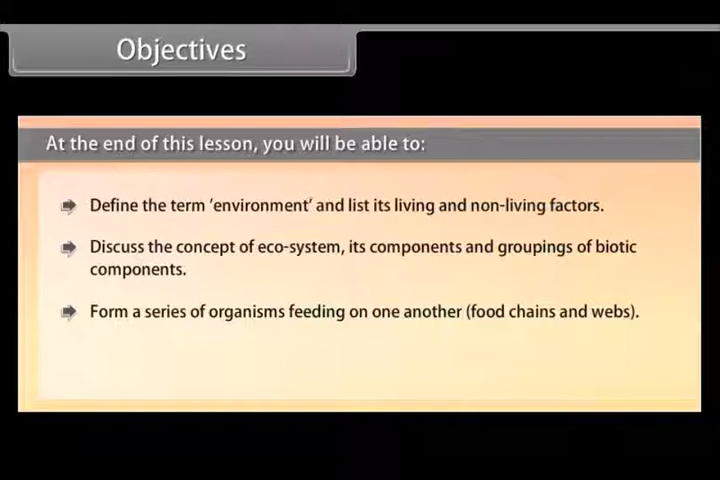 Objectives
At the end of this lesson, you will be able to:
Define the term 'environment' and list its living and non-living factors.
Discuss the concept of eco-system, its components and groupings of biotic
components.
Form a series of organisms feeding on one another (food chains and webs).